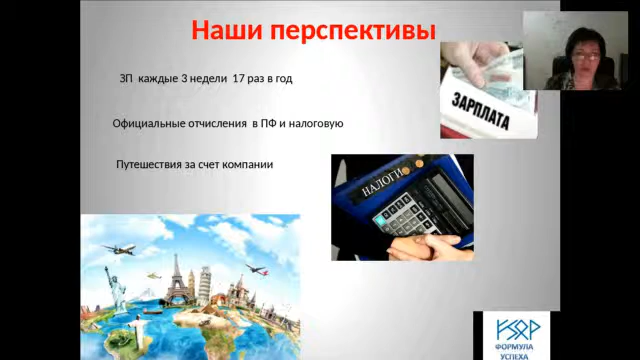 Наши перспективы
ЗП каждые 3 недели 17 раз в год
ЗАРПЛАТА
Официальные отчисления в ПФ и налоговую
Путешествия за счет компании
НАЛОГИ
ФОРМУЛА
УСПЕХА